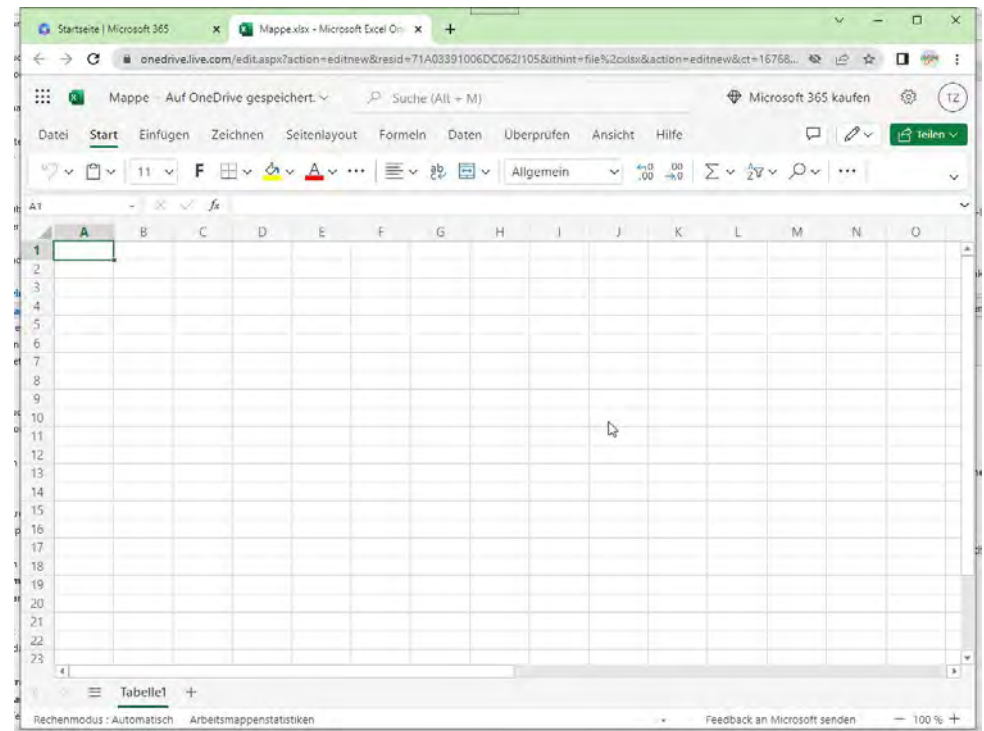 Startseite | Microsoft 365 Mappe.xlsx - Microsoft Excel On
onedrive.live.com/edit.aspx?action=editnew&resid=71A03391006DC062!105&ithint=file%2cxlsx&action=editnew&ct=16768...
Mappe - Auf OneDrive gespeichert. Suche (Alt + M) Microsoft 365 kaufen TZ
Datei Start Einfügen Zeichnen Seitenlayout Formeln Daten Überprüfen Ansicht Hilfe Teilen
11 F A ab Allgemein
A1 fx
A B C D E F G H I J K L M N O
1
2
3
4
5
6
7
8
9
10
11
12
13
14
15
16
17
18
19
20
21
22
23
Tabelle1 +
Rechenmodus : Automatisch Arbeitsmappenstatistiken Feedback an Microsoft senden — 100 % +